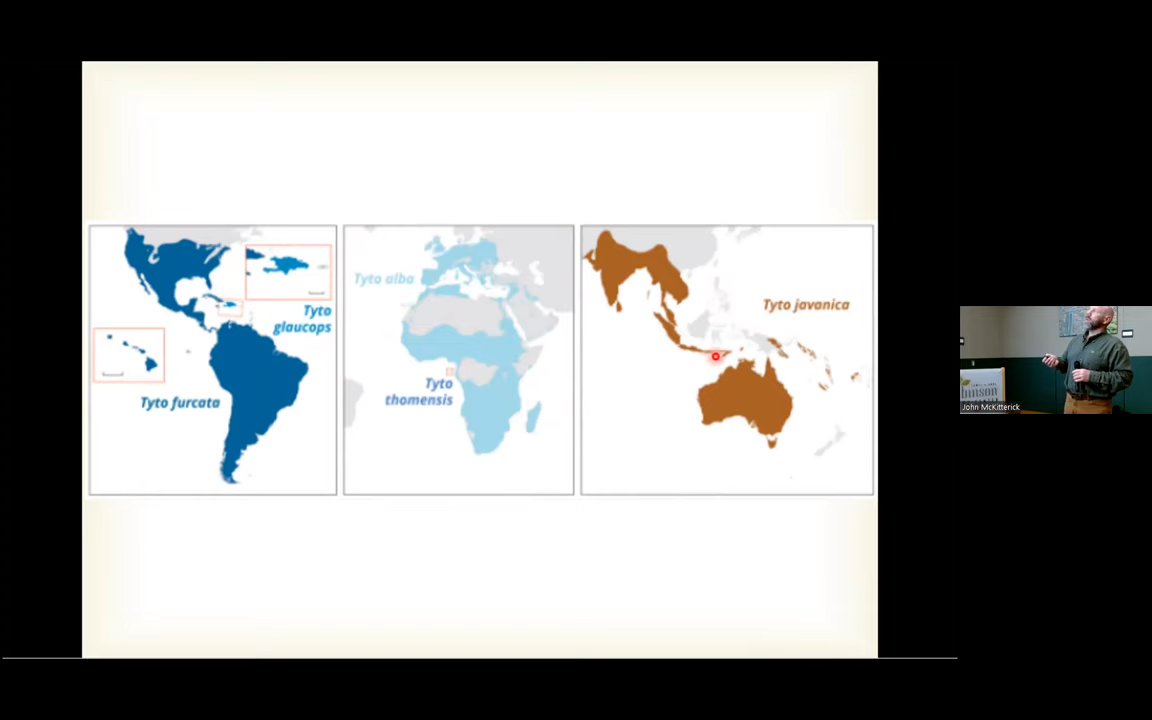 Tyto alba
Tyto javanica
Tyto
glaucops
Tyto
thomensis
Tyto furcata
John McKitterick